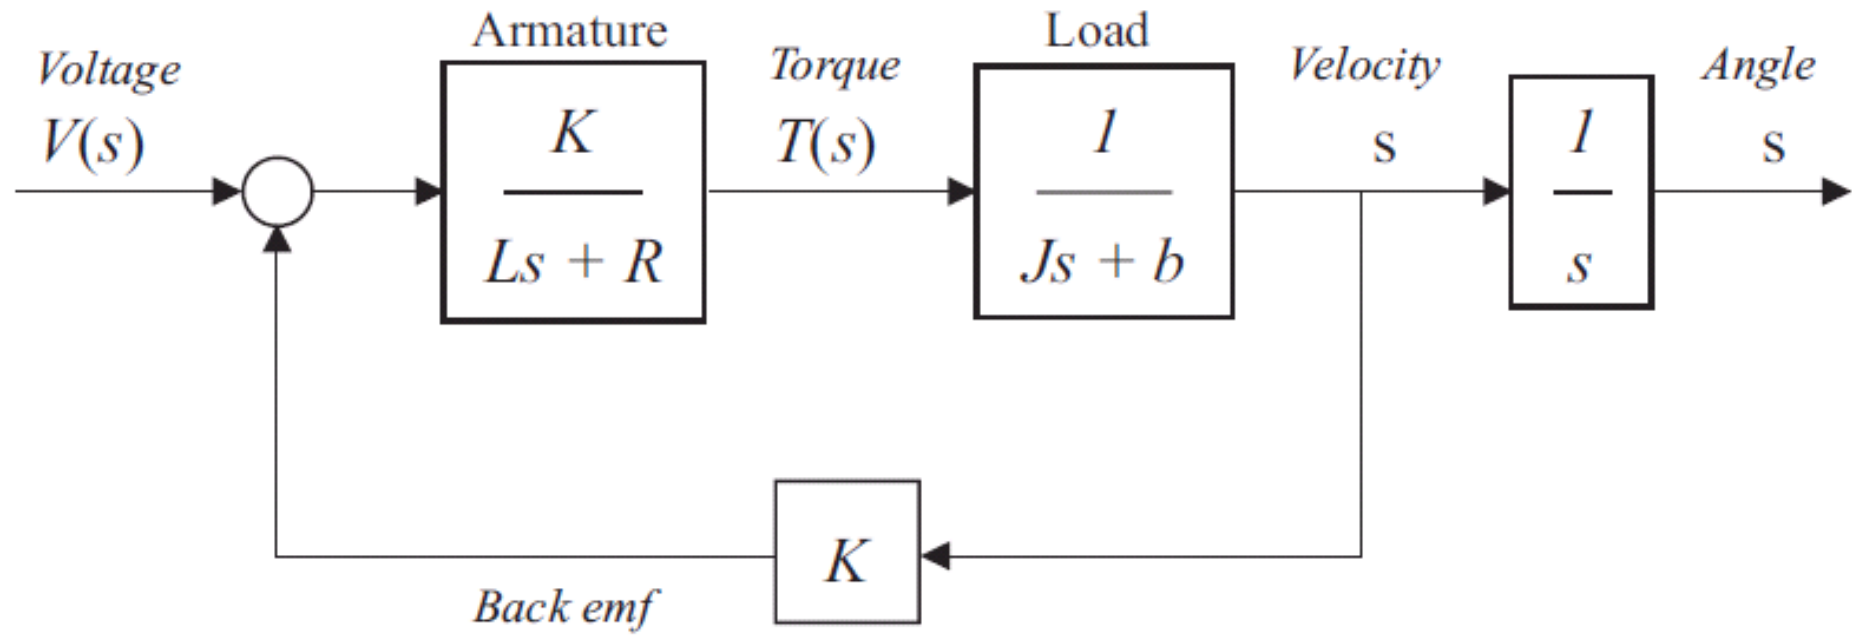 Armature
Load
Voltage
Torque
Velocity
Angle
V(s)
K
Ls + R
T(s)
1
Js + b
s
1
s
s
K
Back emf